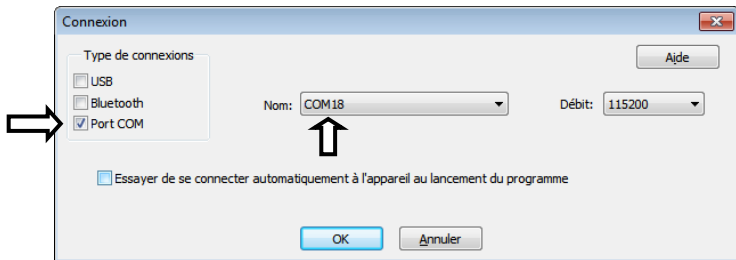 Connexion
Type de connexions
Aide
USB
Bluetooth
Nom: COM18 Débit: 115200
Port COM
Essayer de se connecter automatiquement à l'appareil au lancement du programme
OK Annuler